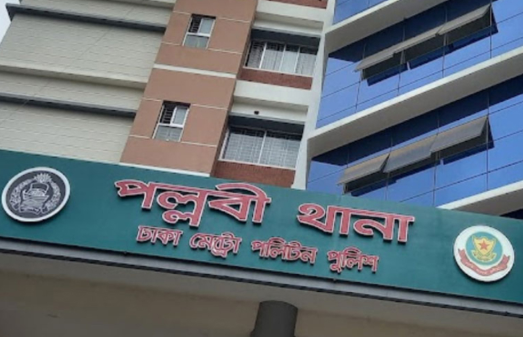 পল্লবী থানা
ঢাকা মেট্রো পলিটন পুলিশ